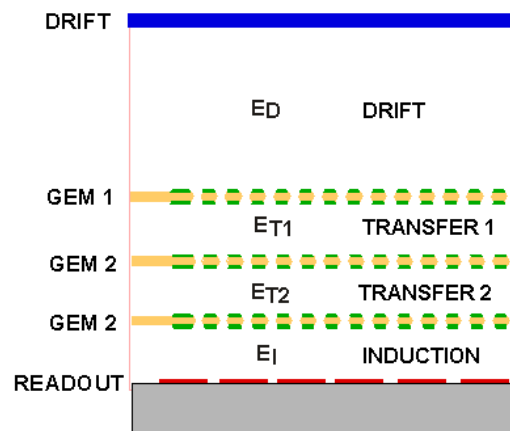 DRIFT
ED DRIFT
GEM 1
ET1 TRANSFER 1
GEM 2
ET2 TRANSFER 2
GEM 2
EI INDUCTION
READOUT